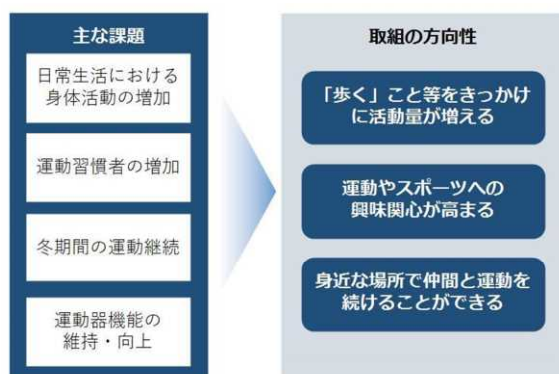 主な課題
日常生活における
身体活動の増加
運動習慣者の増加
冬期間の運動継続
運動器機能の
維持・向上
取組の方向性
「歩く」こと等をきっかけ
に活動量が増える
運動やスポーツへの
興味関心が高まる
身近な場所で仲間と運動を
続けることができる